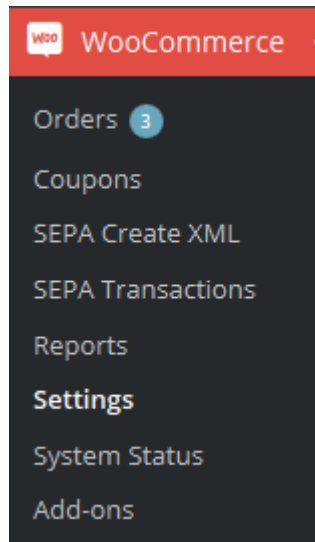 Woo WooCommerce
Orders 3
Coupons
SEPA Create XML
SEPA Transactions
Reports
Settings
System Status
Add-ons